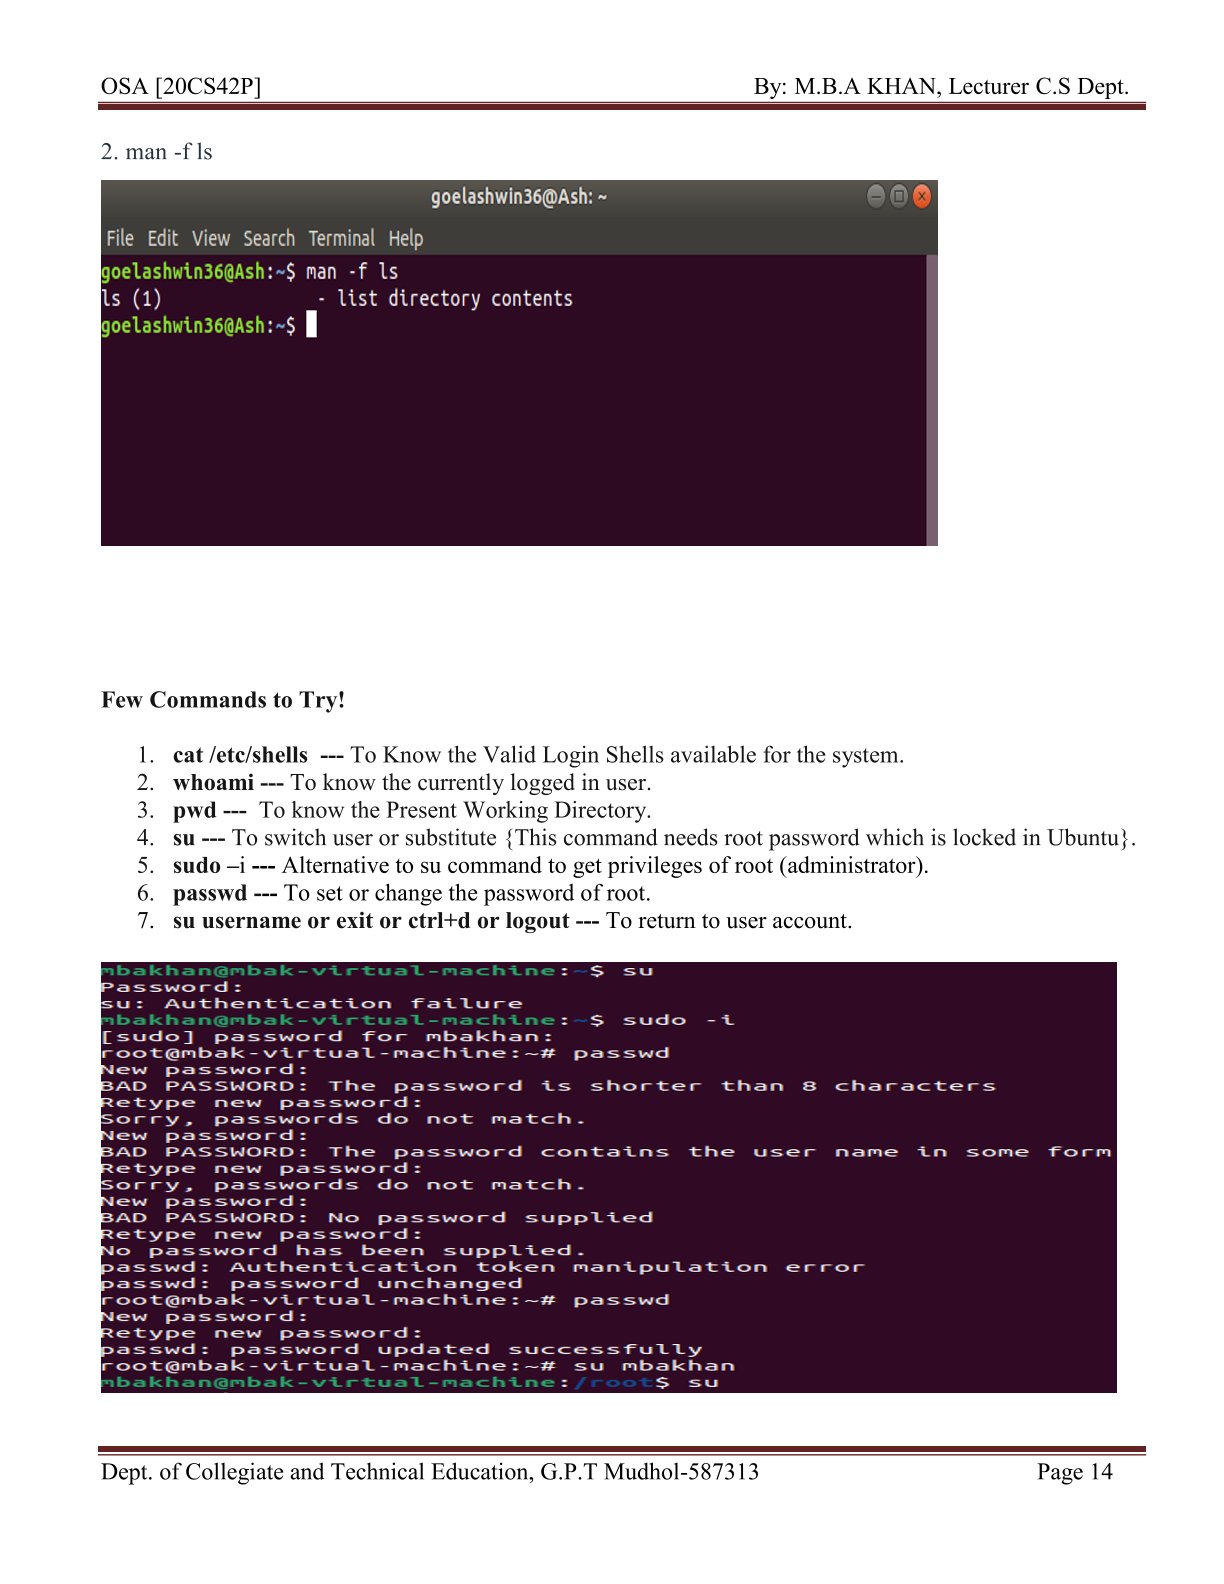 OSA [20CS42P] By: M.B.A KHAN, Lecturer C.S Dept.
2. man -f ls
goelashwin36@Ash: ~
File Edit View Search Terminal Help
goelashwin36@Ash:~$ man -f ls
ls (1) - list directory contents
goelashwin36@Ash:~$
Few Commands to Try!
1. cat /etc/shells --- To Know the Valid Login Shells available for the system.
2. whoami --- To know the currently logged in user.
3. pwd --- To know the Present Working Directory.
4. su --- To switch user or substitute {This command needs root password which is locked in Ubuntu}.
5. sudo –i --- Alternative to su command to get privileges of root (administrator).
6. passwd --- To set or change the password of root.
7. su username or exit or ctrl+d or logout --- To return to user account.
mbakhan@mbak-virtual-machine:~$ su
Password:
su: Authentication failure
mbakhan@mbak-virtual-machine:~$ sudo -i
[sudo] password for mbakhan:
root@mbak-virtual-machine:~# passwd
New password:
BAD PASSWORD: The password is shorter than 8 characters
Retype new password:
Sorry, passwords do not match.
New password:
BAD PASSWORD: The password contains the user name in some form
Retype new password:
Sorry, passwords do not match.
New password:
BAD PASSWORD: No password supplied
Retype new password:
No password has been supplied.
passwd: Authentication token manipulation error
passwd: password unchanged
root@mbak-virtual-machine:~# passwd
New password:
Retype new password:
passwd: password updated successfully
root@mbak-virtual-machine:~# su mbakhan
mbakhan@mbak-virtual-machine:/root$ su
Dept. of Collegiate and Technical Education, G.P.T Mudhol-587313 Page 14